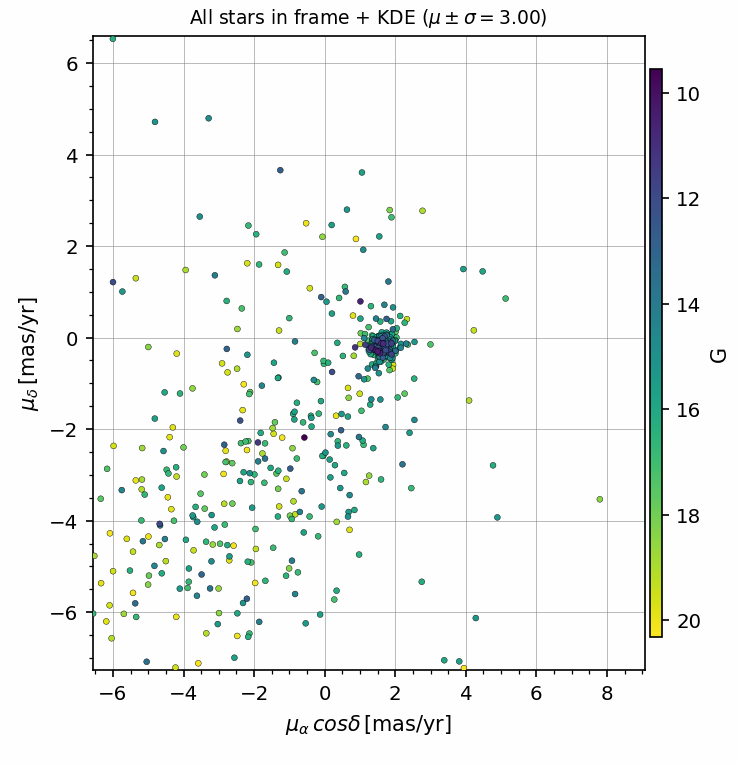 All stars in frame + KDE (μ ± σ = 3.00)
6
4
2
0
−2
−4
−6
μδ [mas/yr]
−6 −4 −2 0 2 4 6 8
μα cosδ [mas/yr]
10
12
14
16
18
20
G